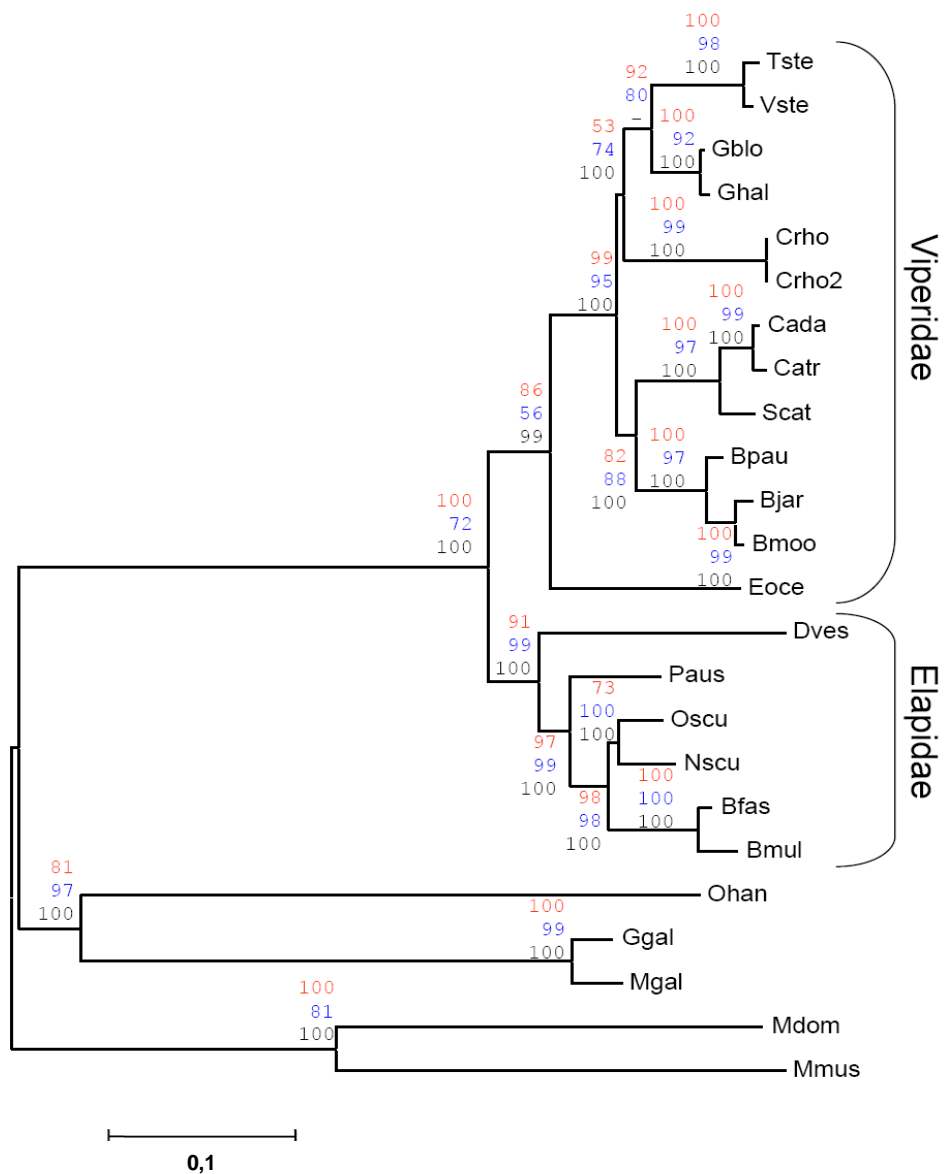 100
98
100
Tste
92
80
–
Vste
100
92
100
Gblo
53
74
100
Ghal
100
99
100
Crho
Crho2
99
95
100
100
99
100
Cada
100
97
100
Catr
Scat
86
56
99
100
97
100
Bpau
82
88
100
Bjar
100
99
100
Bmoo
100
72
100
Eoce
Viperidae
91
99
100
Dves
Paus
73
100
100
Oscu
97
99
100
Nscu
100
100
100
Bfas
98
98
100
Bmul
Elapidae
81
97
100
Ohan
100
99
100
Ggal
Mgal
100
81
100
Mdom
Mmus
0,1